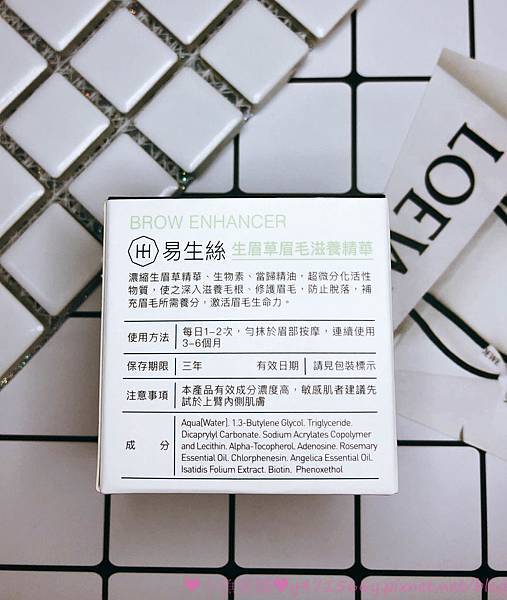 BROW ENHANCER
易生絲 生眉草眉毛滋養精華
濃縮生眉草精華、生物素、當歸精油，超微分化活性
物質，使之深入滋養毛根、修護眉毛，防止脫落，補
充眉毛所需養分，激活眉毛生命力。
使用方法 每日1-2次，勻抹於眉部按摩，連續使用
3-6個月
保存期限 三年 有效日期 請見包裝標示
注意事項 本產品有效成分濃度高，敏感肌者建議先
試於上臂內側肌膚
成分 Aqua(Water). 1.3-Butylene Glycol. Triglyceride.
Dicaprylyl Carbonate. Sodium Acrylates Copolymer
and Lecithin. Alpha-Tocopherol. Adenosine. Rosemary
Essential Oil. Chlorphenesin. Angelica Essential Oil.
Isatidis Folium Extract. Biotin. Phenoxethol
LOEW